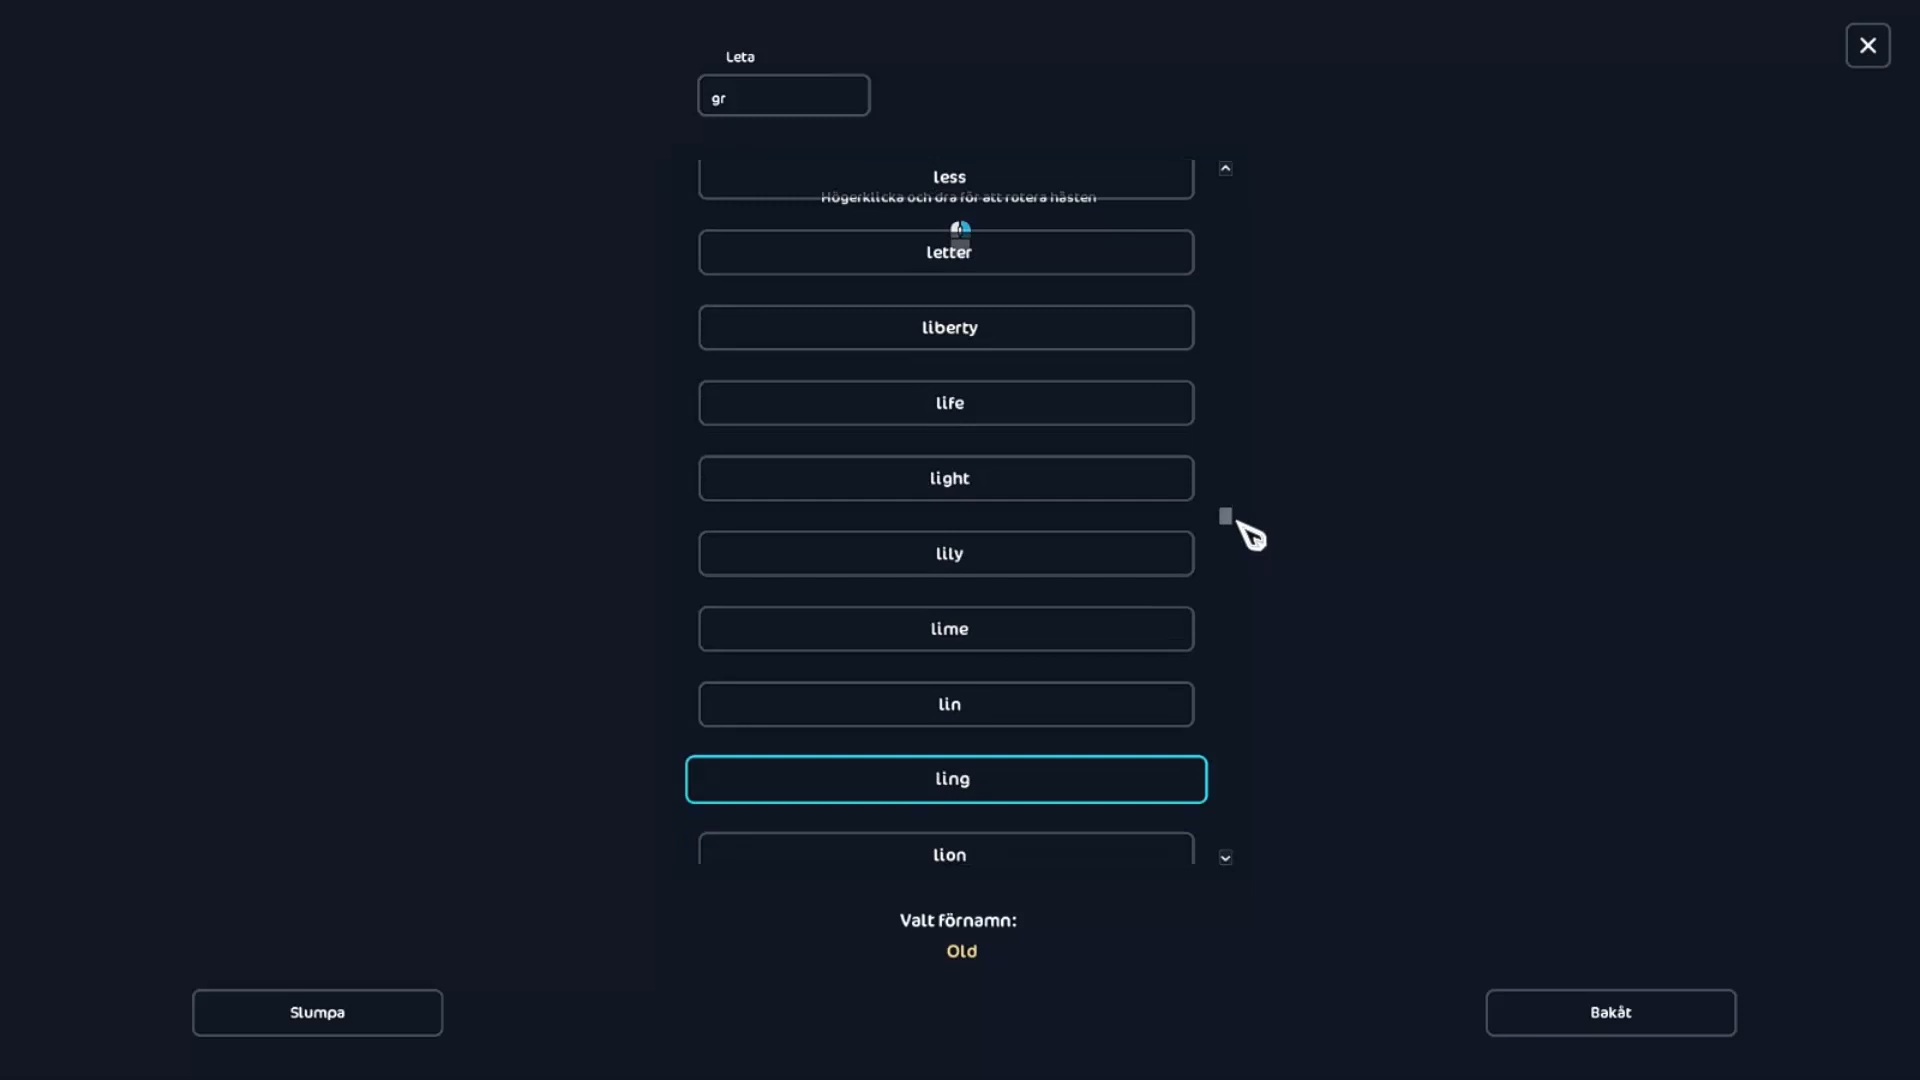 Leta
gr
less
Högerklicka och dra för att rotera hästen
letter
liberty
life
light
lily
lime
lin
ling
lion
Valt förnamn:
Old
Slumpa
Bakåt